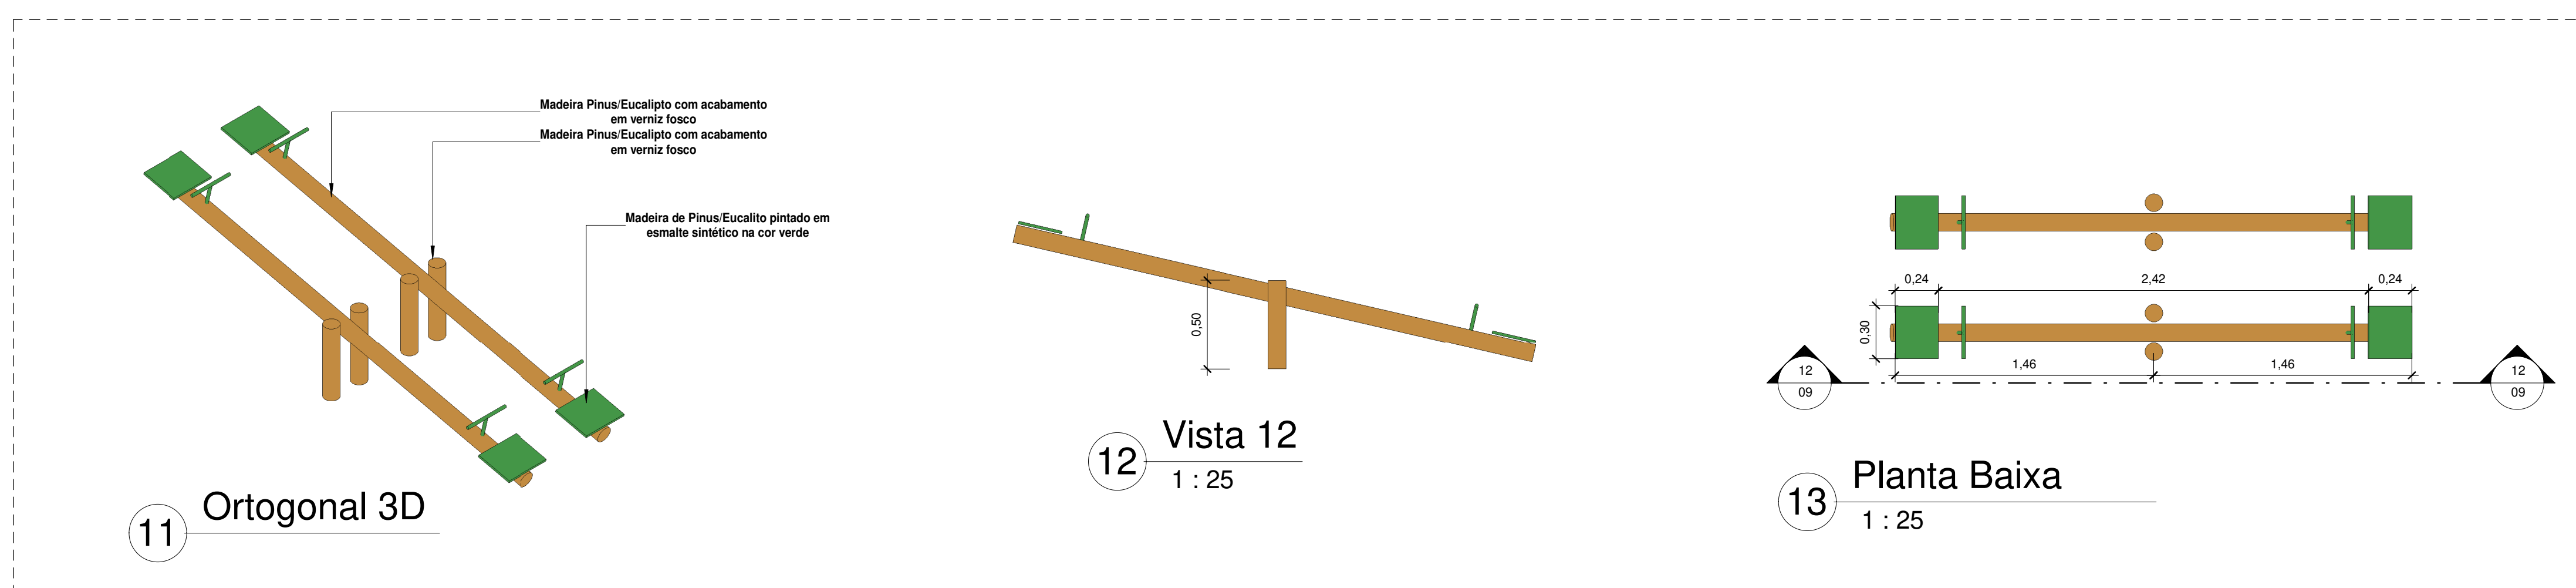 Madeira Pinus/Eucalipto com acabamento
em verniz fosco
Madeira Pinus/Eucalipto com acabamento
em verniz fosco
Madeira de Pinus/Eucalito pintado em
esmalte sintético na cor verde
11
Ortogonal 3D
0,50
12
Vista 12
1 : 25
0,24
2,42
0,24
0,30
1,46
1,46
12
09
12
09
13
Planta Baixa
1 : 25